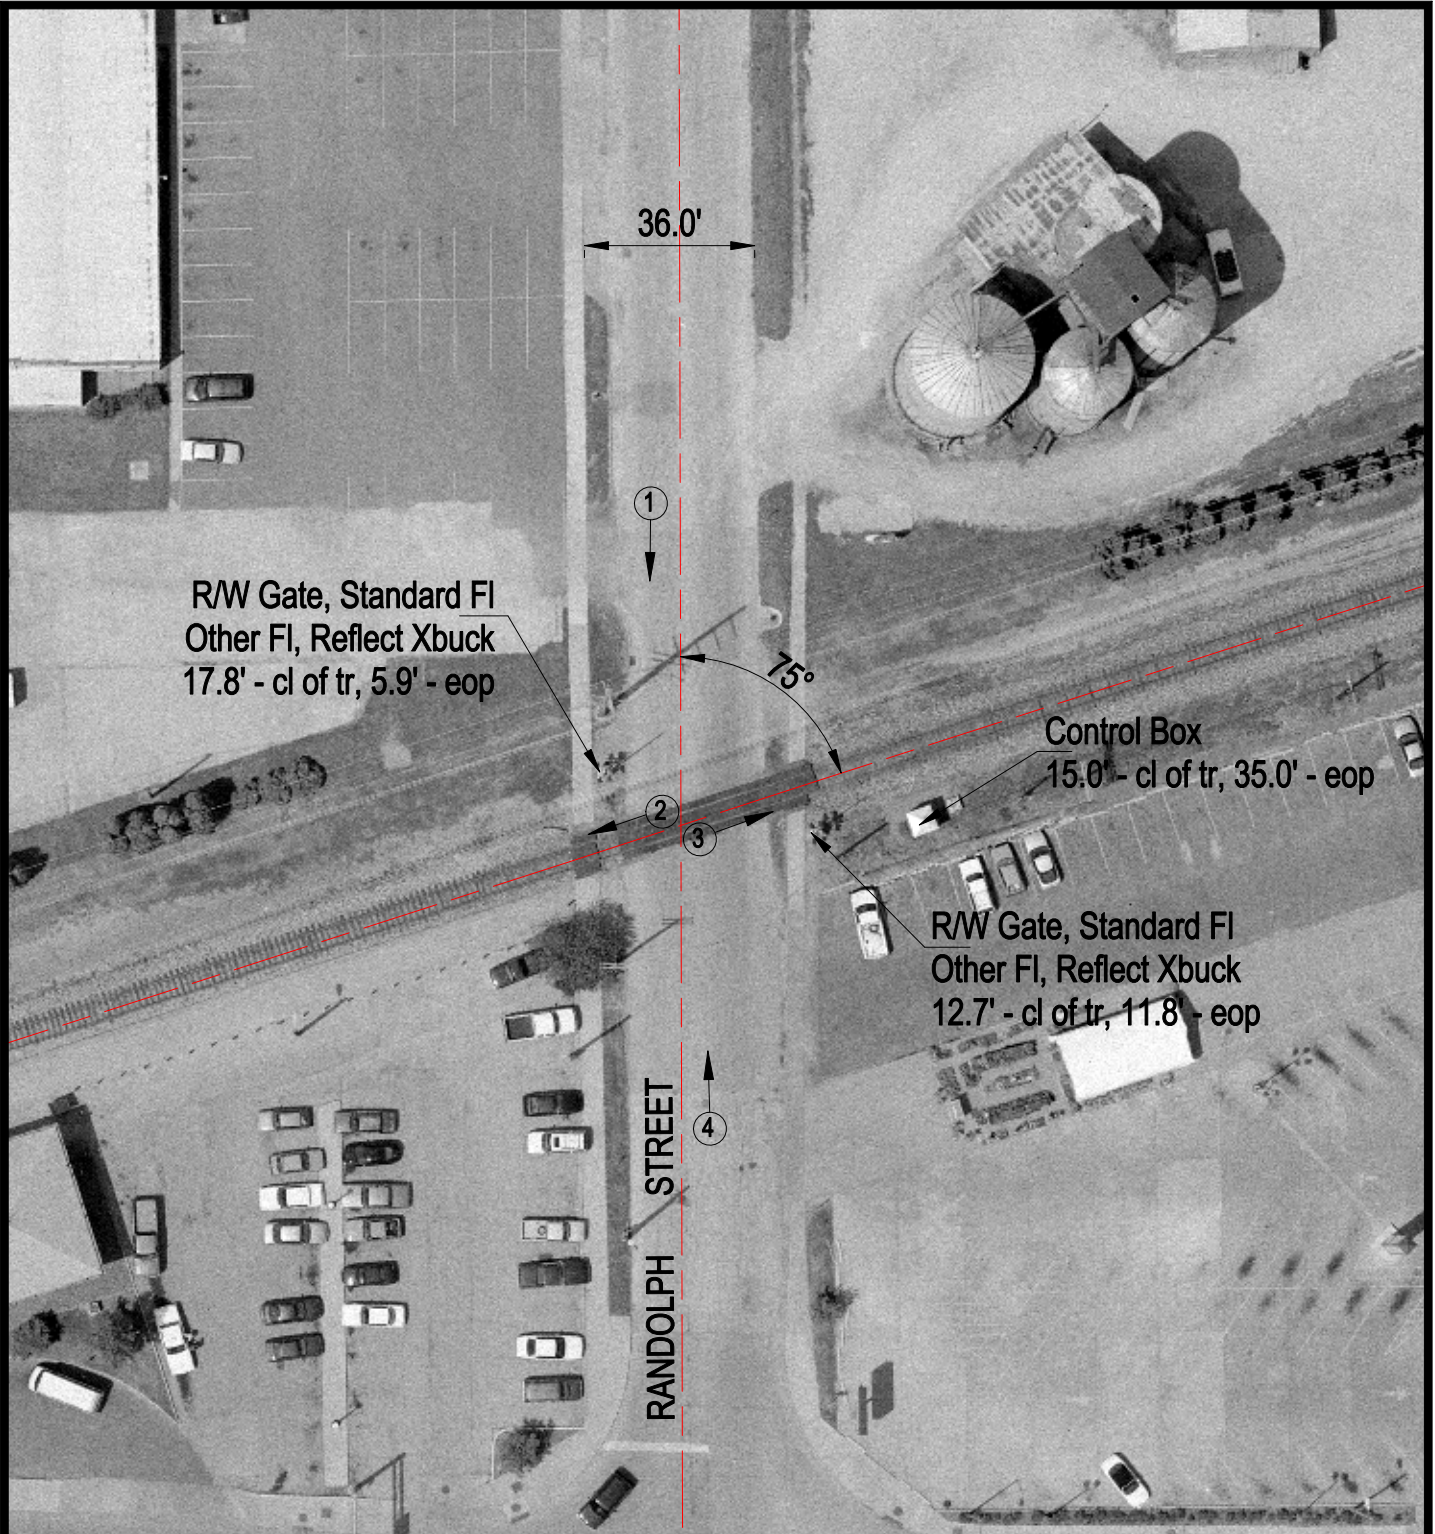 36.0'
1
R/W Gate, Standard Fl
Other Fl, Reflect Xbuck
17.8' - cl of tr, 5.9' - eop
75°
Control Box
15.0' - cl of tr, 35.0' - eop
2
3
R/W Gate, Standard Fl
Other Fl, Reflect Xbuck
12.7' - cl of tr, 11.8' - eop
4
RANDOLPH STREET